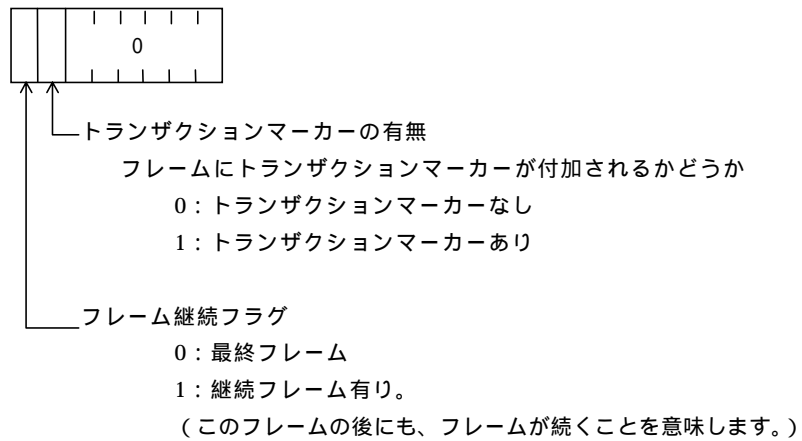 0
トランザクションマーカーの有無
フレームにトランザクションマーカーが付加されるかどうか
0：トランザクションマーカーなし
1：トランザクションマーカーあり
フレーム継続フラグ
0：最終フレーム
1：継続フレーム有り。
（このフレームの後にも、フレームが続くことを意味します。）